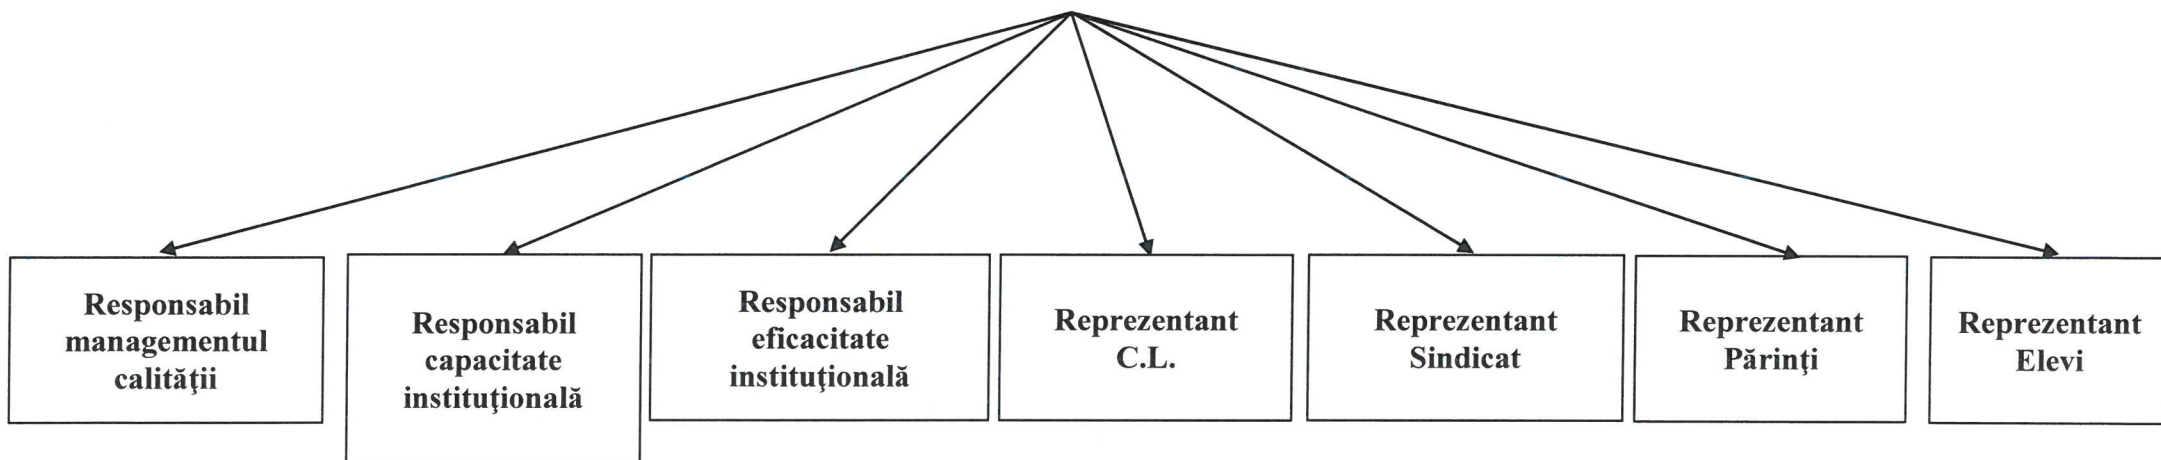 Responsabil
managementul
calităţii
Responsabil
capacitate
instituţională
Responsabil
eficacitate
instituţională
Reprezentant
C.L.
Reprezentant
Sindicat
Reprezentant
Părinţi
Reprezentant
Elevi